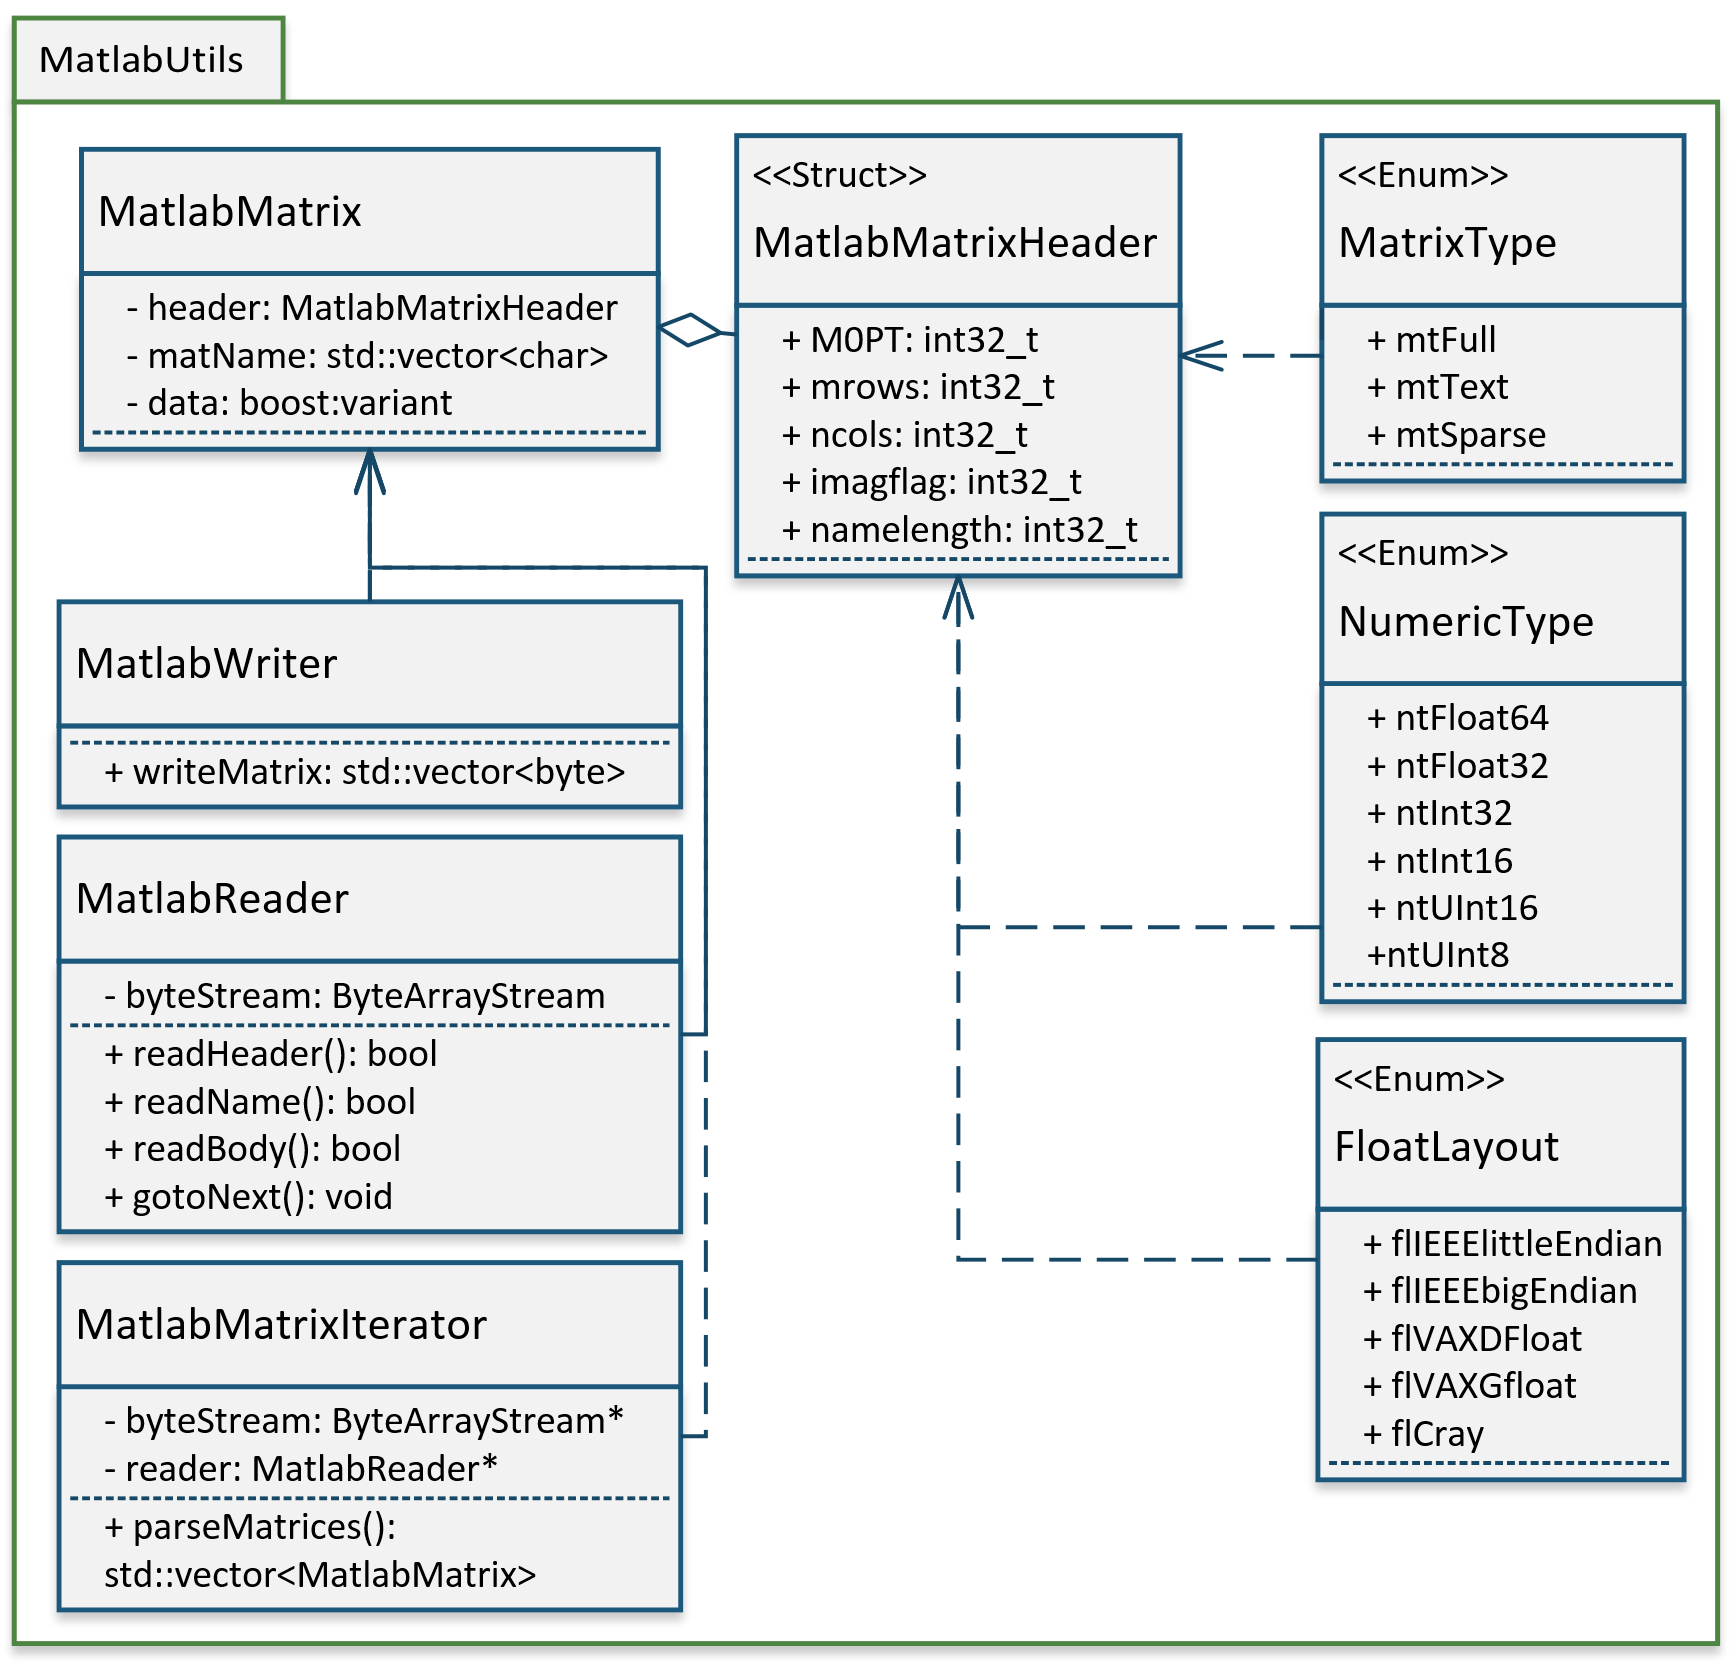 MatlabUtils
MatlabMatrix
- header: MatlabMatrixHeader
- matName: std::vector<char>
- data: boost:variant
<<Struct>>
MatlabMatrixHeader
+ M0PT: int32_t
+ mrows: int32_t
+ ncols: int32_t
+ imagflag: int32_t
+ namelength: int32_t
<<Enum>>
MatrixType
+ mtFull
+ mtText
+ mtSparse
<<Enum>>
NumericType
+ ntFloat64
+ ntFloat32
+ ntInt32
+ ntInt16
+ ntUInt16
+ntUInt8
<<Enum>>
FloatLayout
+ flIEEElittleEndian
+ flIEEEbigEndian
+ flVAXDFloat
+ flVAXGfloat
+ flCray
MatlabWriter
+ writeMatrix: std::vector<byte>
MatlabReader
- byteStream: ByteArrayStream
+ readHeader(): bool
+ readName(): bool
+ readBody(): bool
+ gotoNext(): void
MatlabMatrixIterator
- byteStream: ByteArrayStream*
- reader: MatlabReader*
+ parseMatrices():
std::vector<MatlabMatrix>